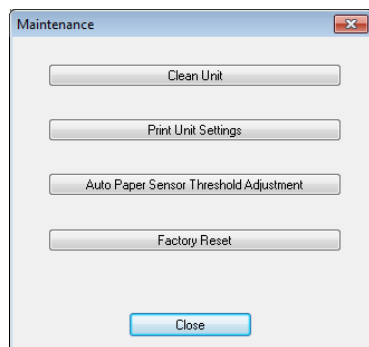 Maintenance
Clean Unit
Print Unit Settings
Auto Paper Sensor Threshold Adjustment
Factory Reset
Close